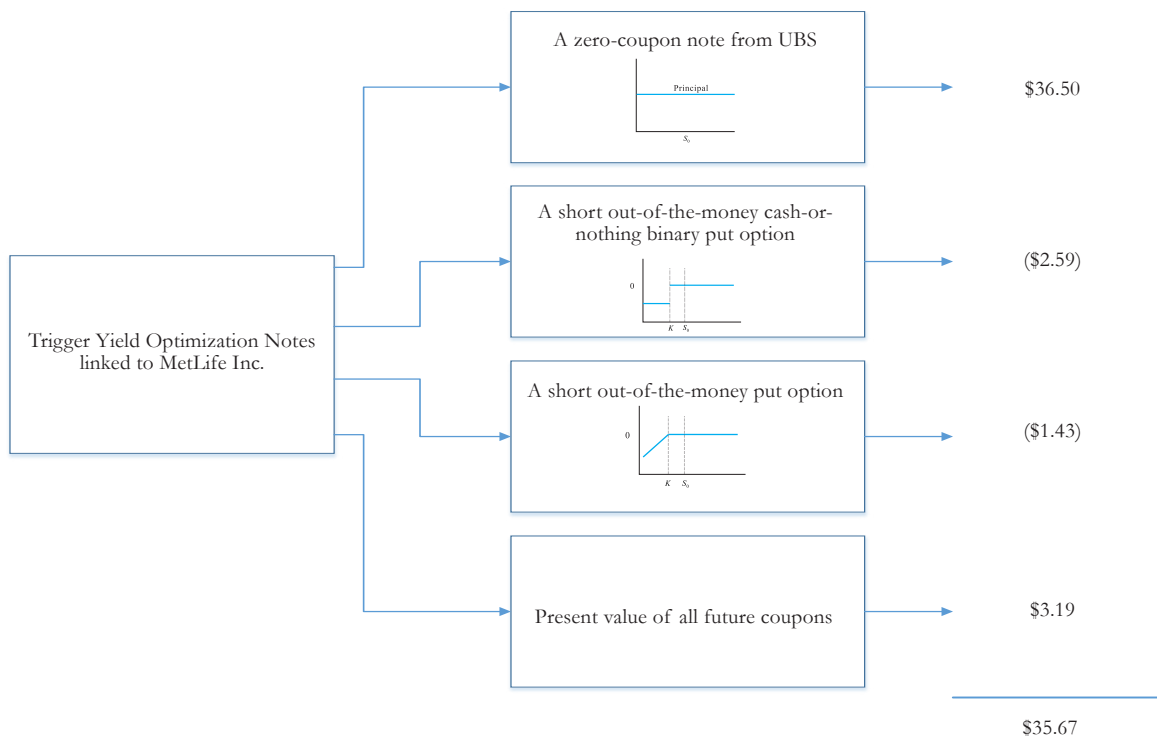 A zero-coupon note from UBS
Principal
S₀
$36.50
A short out-of-the-money cash-or-
nothing binary put option
0
K
S₀
($2.59)
Trigger Yield Optimization Notes
linked to MetLife Inc.
A short out-of-the-money put option
0
K
S₀
($1.43)
Present value of all future coupons
$3.19
$35.67